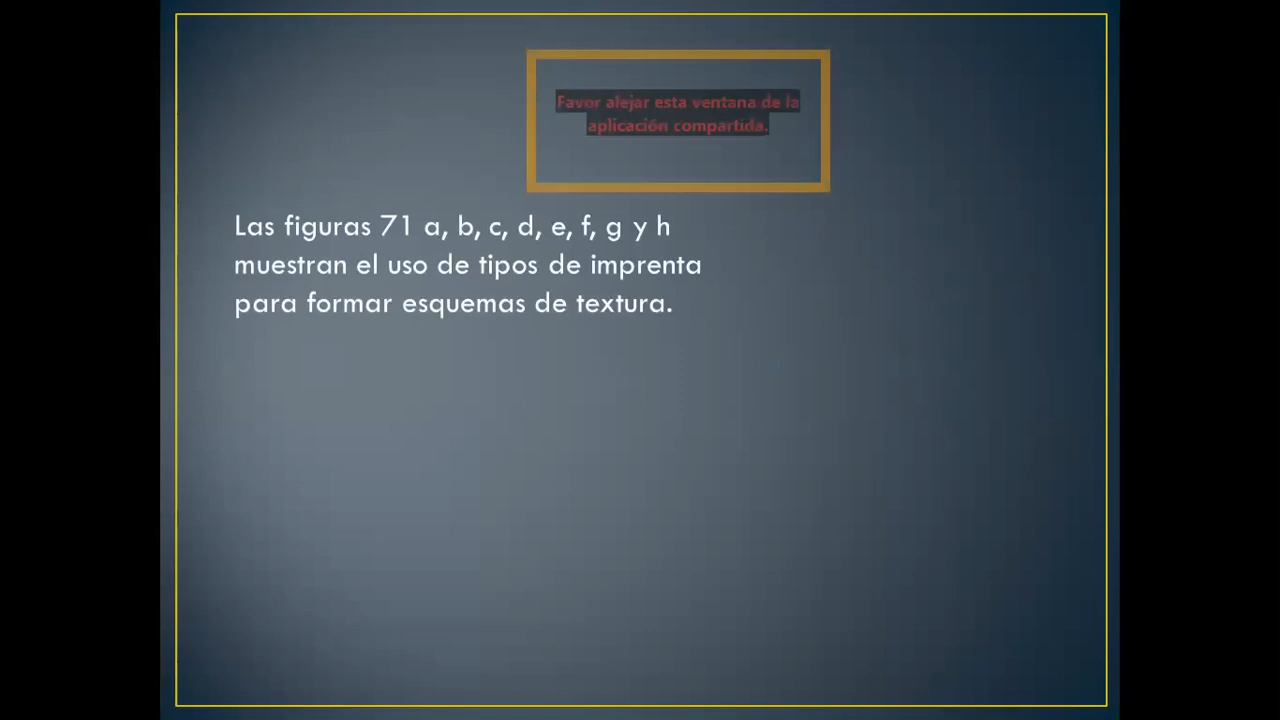 Favor alejar esta ventana de la
aplicación compartida.
Las figuras 71 a, b, c, d, e, f, g y h
muestran el uso de tipos de imprenta
para formar esquemas de textura.